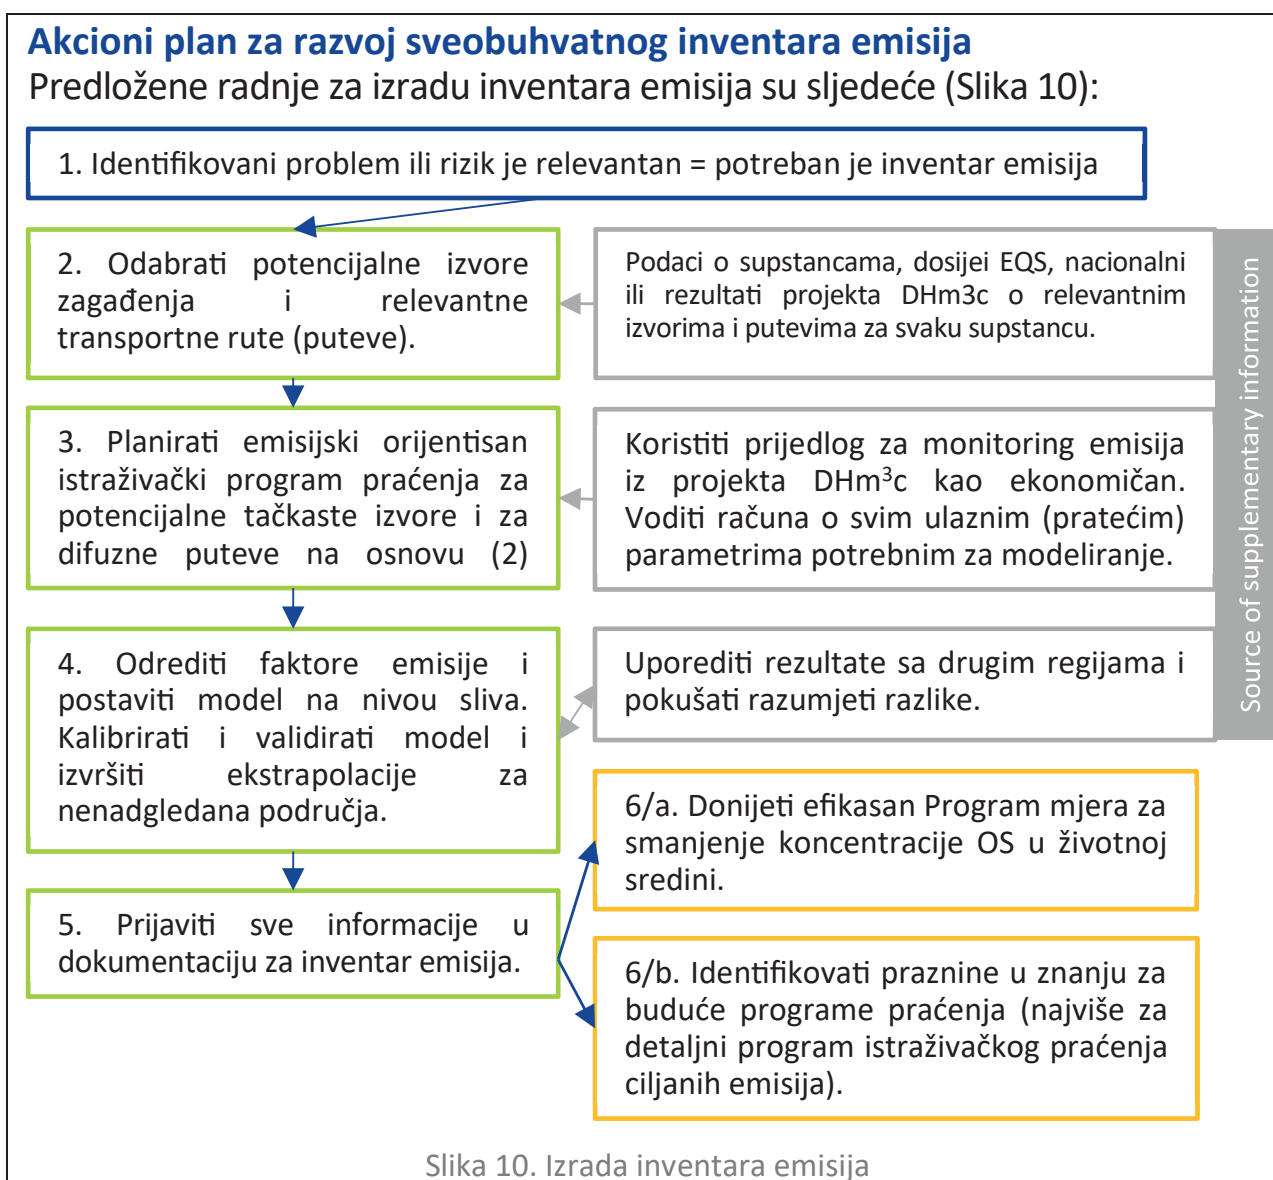 Akcioni plan za razvoj sveobuhvatnog inventara emisija
Predložene radnje za izradu inventara emisija su sljedeće (Slika 10):
1. Identifikovani problem ili rizik je relevantan = potreban je inventar emisija
2. Odabrati potencijalne izvore
zagađenja i relevantne
transportne rute (puteve).
Podaci o supstancama, dosijei EQS, nacionalni
ili rezultati projekta DHm3c o relevantnim
izvorima i putevima za svaku supstancu.
3. Planirati emisijski orijentisan
istraživački program praćenja za
potencijalne tačkaste izvore i za
difuzne puteve na osnovu (2)
Koristiti prijedlog za monitoring emisija
iz projekta DHm³c kao ekonomičan.
Voditi računa o svim ulaznim (pratećim)
parametrima potrebnim za modeliranje.
4. Odrediti faktore emisije i
postaviti model na nivou sliva.
Kalibrirati i validirati model i
izvršiti ekstrapolacije za
nenadgledana područja.
Uporediti rezultate sa drugim regijama i
pokušati razumjeti razlike.
Source of supplementary information
5. Prijaviti sve informacije u
dokumentaciju za inventar emisija.
6/a. Donijeti efikasan Program mjera za
smanjenje koncentracije OS u životnoj
sredini.
6/b. Identifikovati praznine u znanju za
buduće programe praćenja (najviše za
detaljni program istraživačkog praćenja
ciljanih emisija).
Slika 10. Izrada inventara emisija